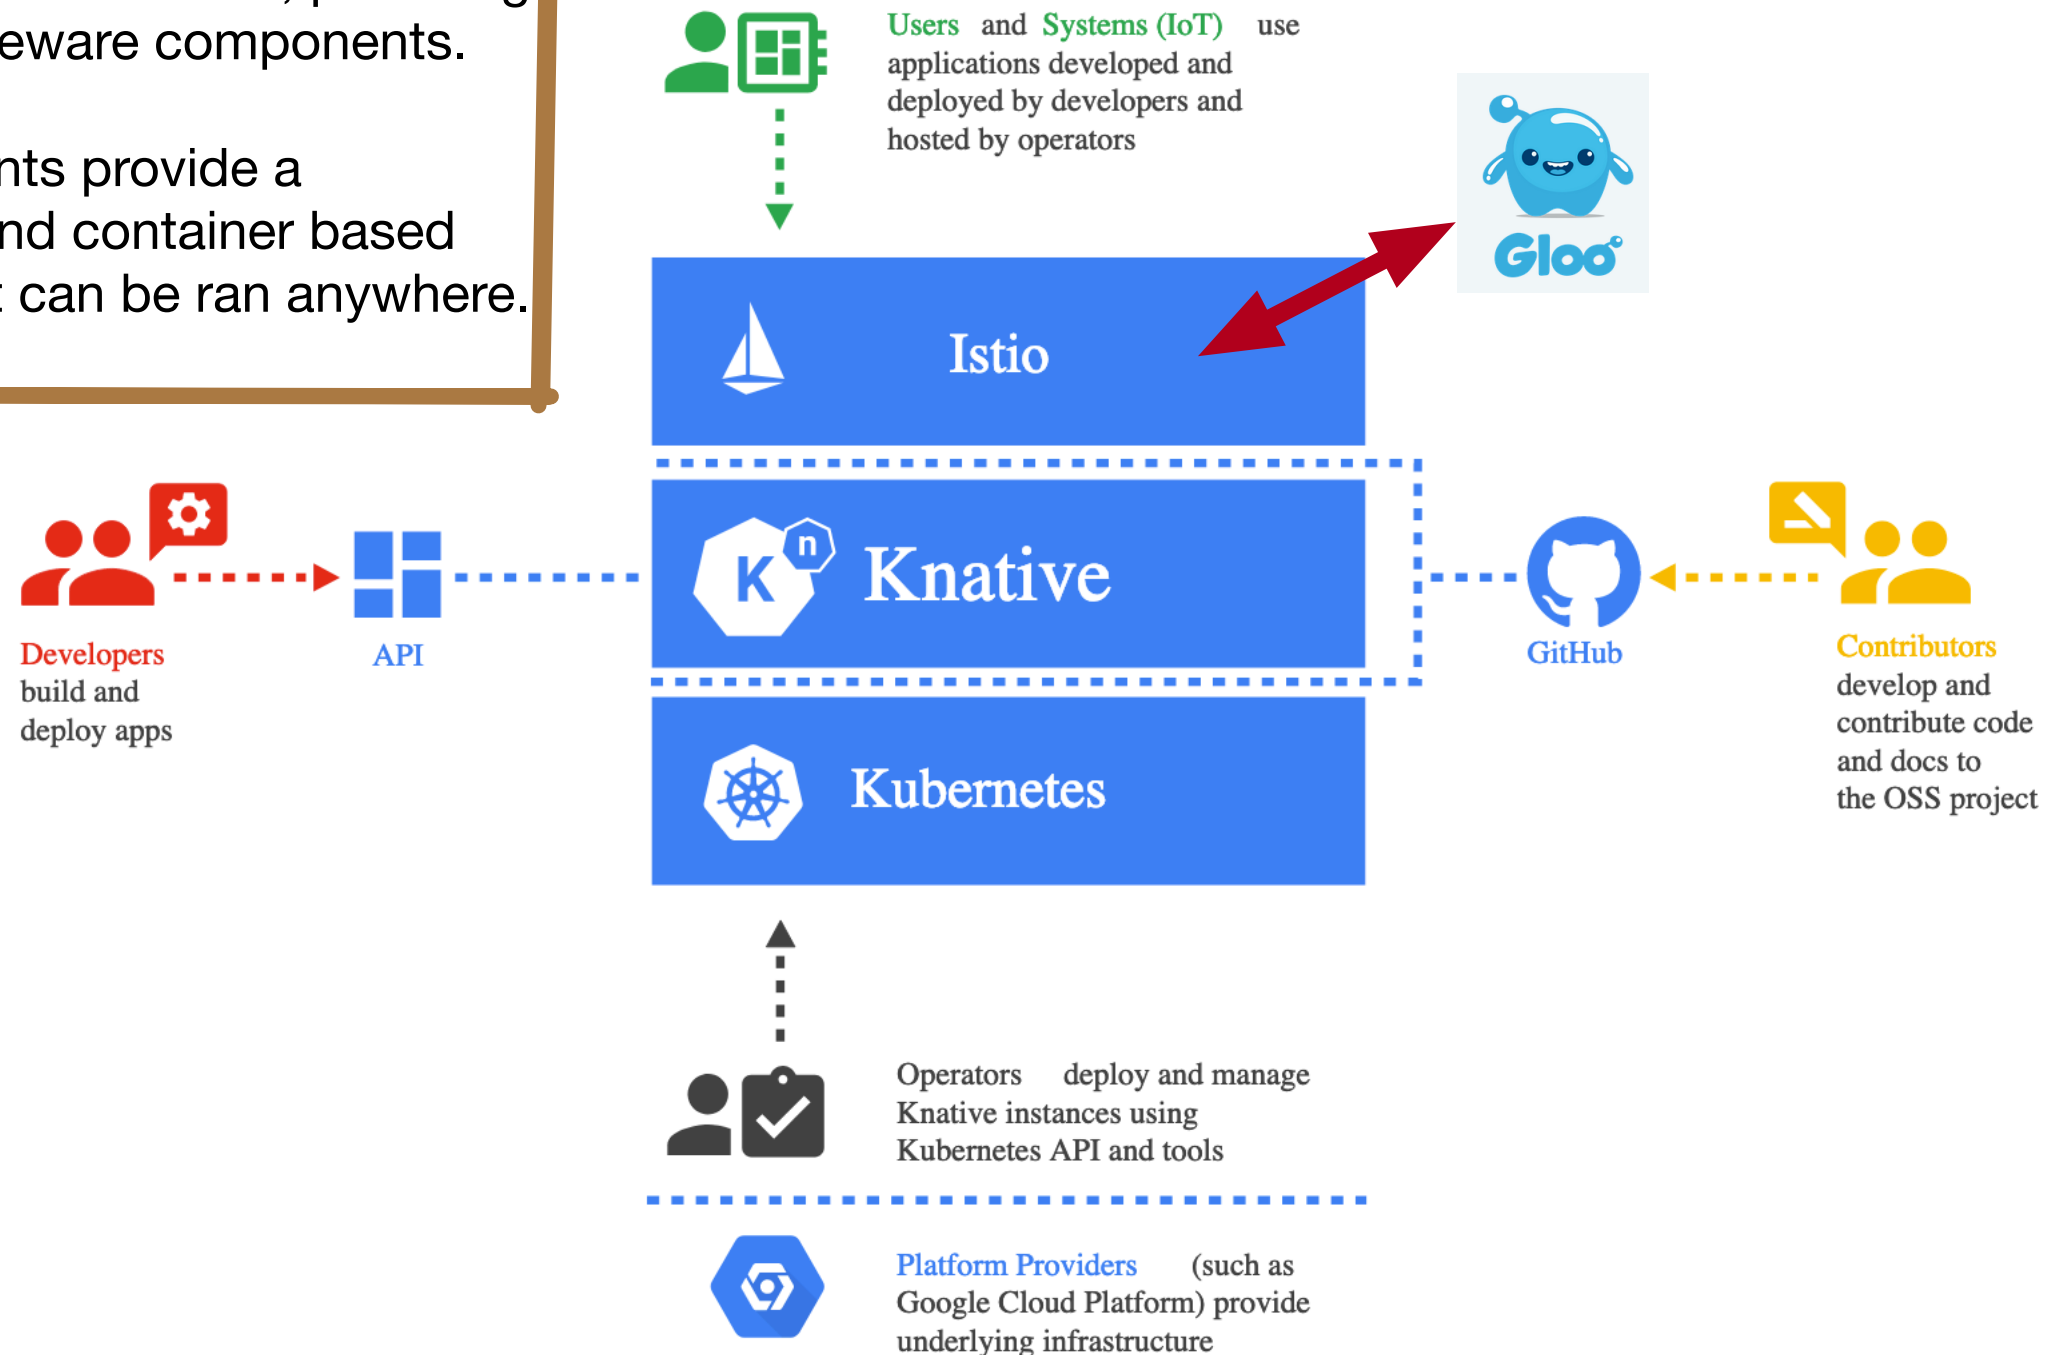 eware components.
nts provide a
nd container based
t can be ran anywhere.
Users and Systems (IoT) use
applications developed and
deployed by developers and
hosted by operators
Gloo
Istio
K n Knative
Kubernetes
Developers
build and
deploy apps
API
GitHub
Contributors
develop and
contribute code
and docs to
the OSS project
Operators deploy and manage
Knative instances using
Kubernetes API and tools
Platform Providers (such as
Google Cloud Platform) provide
underlying infrastructure